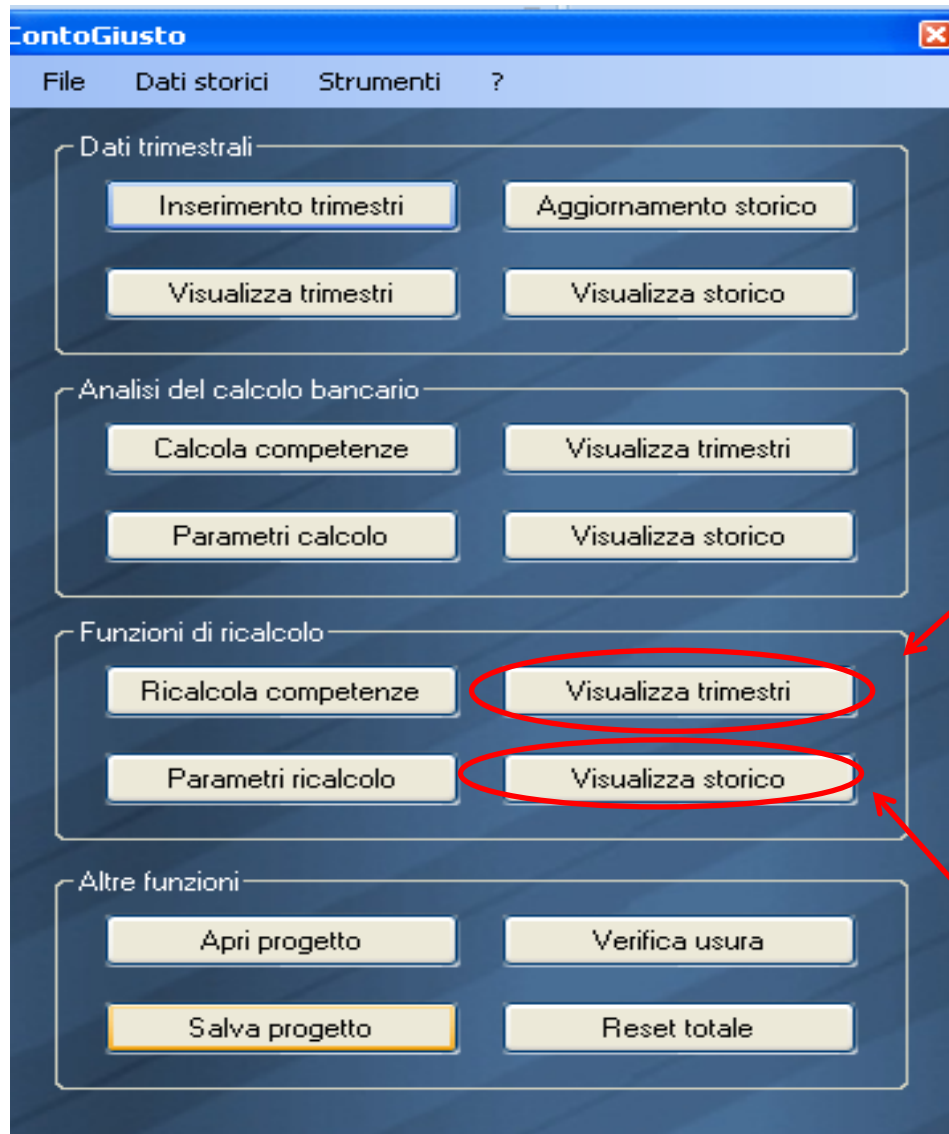 ContoGiusto
File Dati storici Strumenti ?
Dati trimestrali
Inserimento trimestri Aggiornamento storico
Visualizza trimestri Visualizza storico
Analisi del calcolo bancario
Calcola competenze Visualizza trimestri
Parametri calcolo Visualizza storico
Funzioni di ricalcolo
Ricalcola competenze Visualizza trimestri
Parametri ricalcolo Visualizza storico
Altre funzioni
Apri progetto Verifica usura
Salva progetto Reset totale